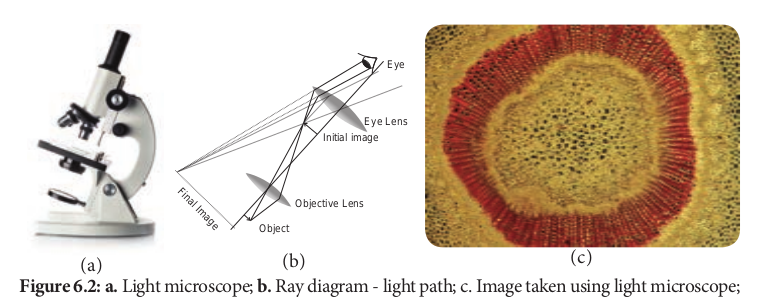 Eye
Eye Lens
Initial image
Final Image
Objective Lens
Object
(a)
(b)
(c)
Figure 6.2: a. Light microscope; b. Ray diagram - light path; c. Image taken using light microscope;